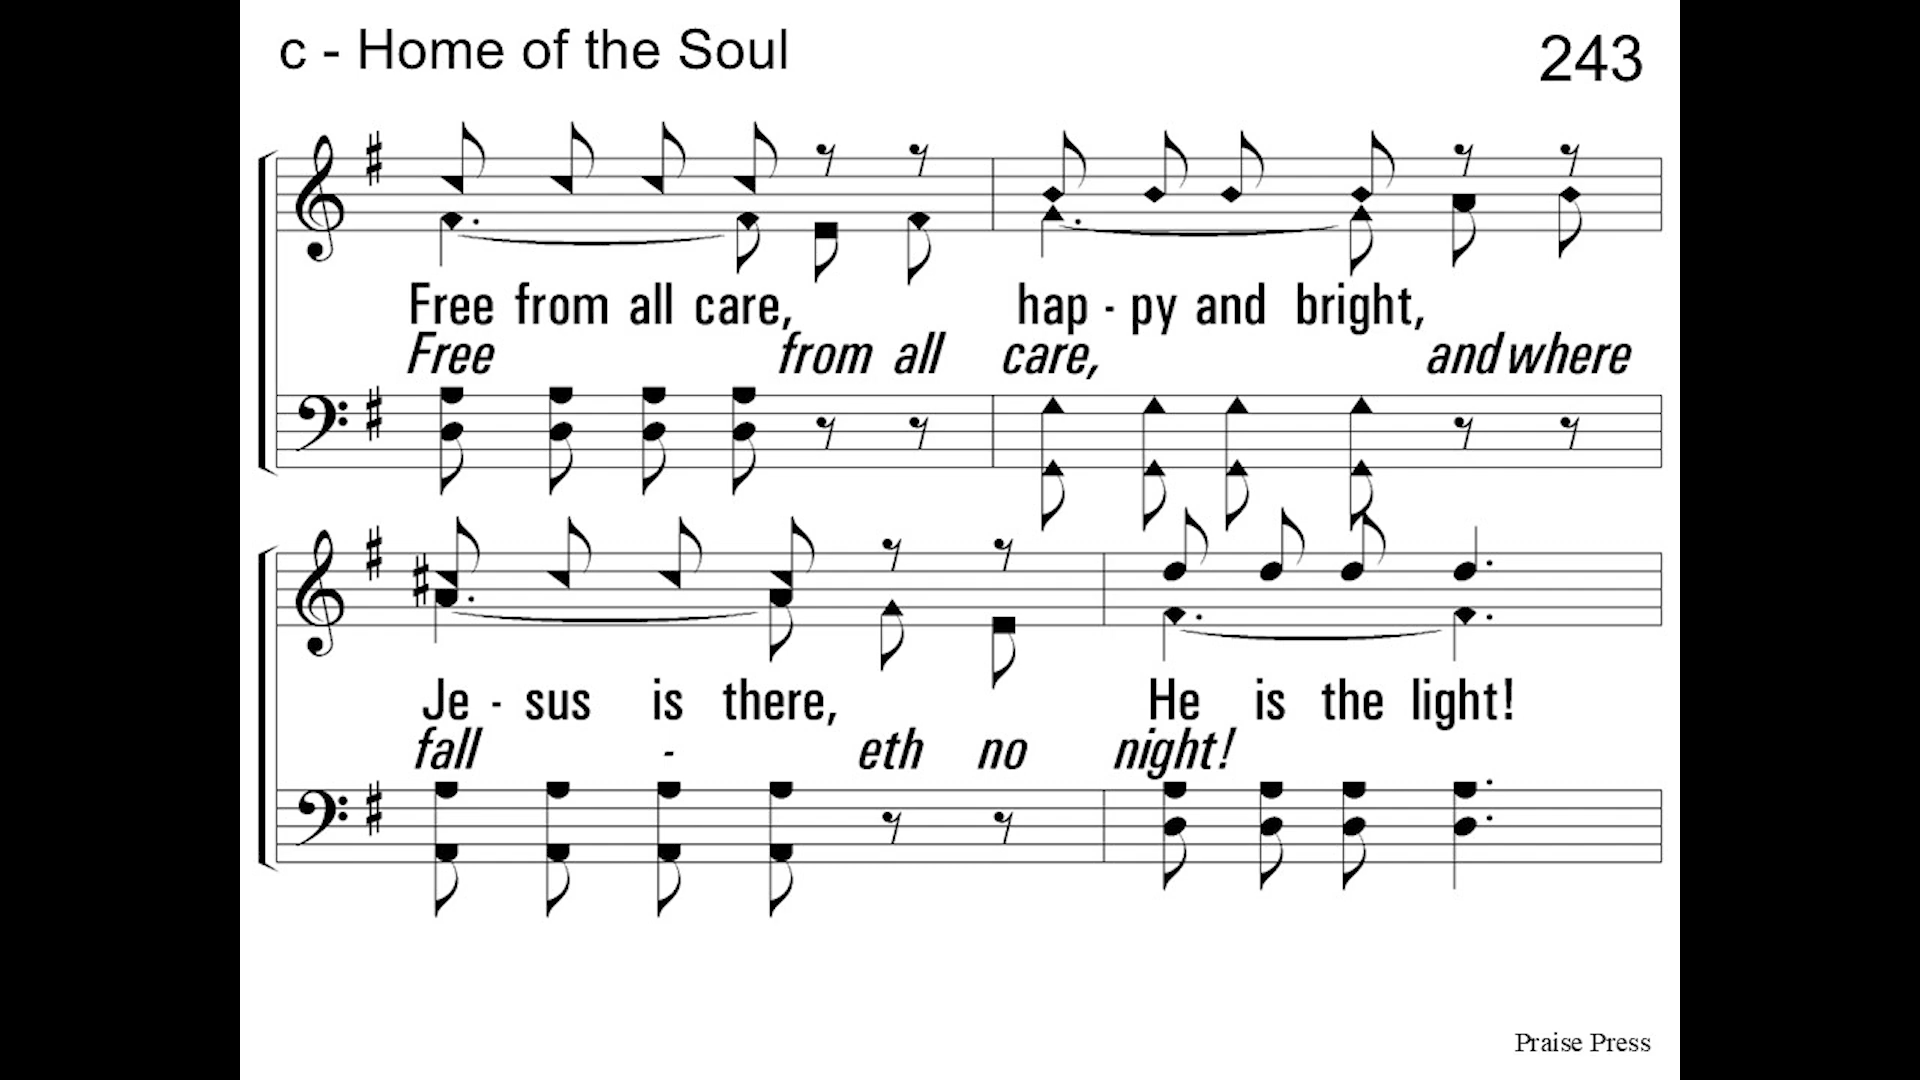 c - Home of the Soul
243
Free from all care, hap - py and bright,
Free from all care, and where
Je - sus is there, He is the light!
fall - eth no night!
Praise Press